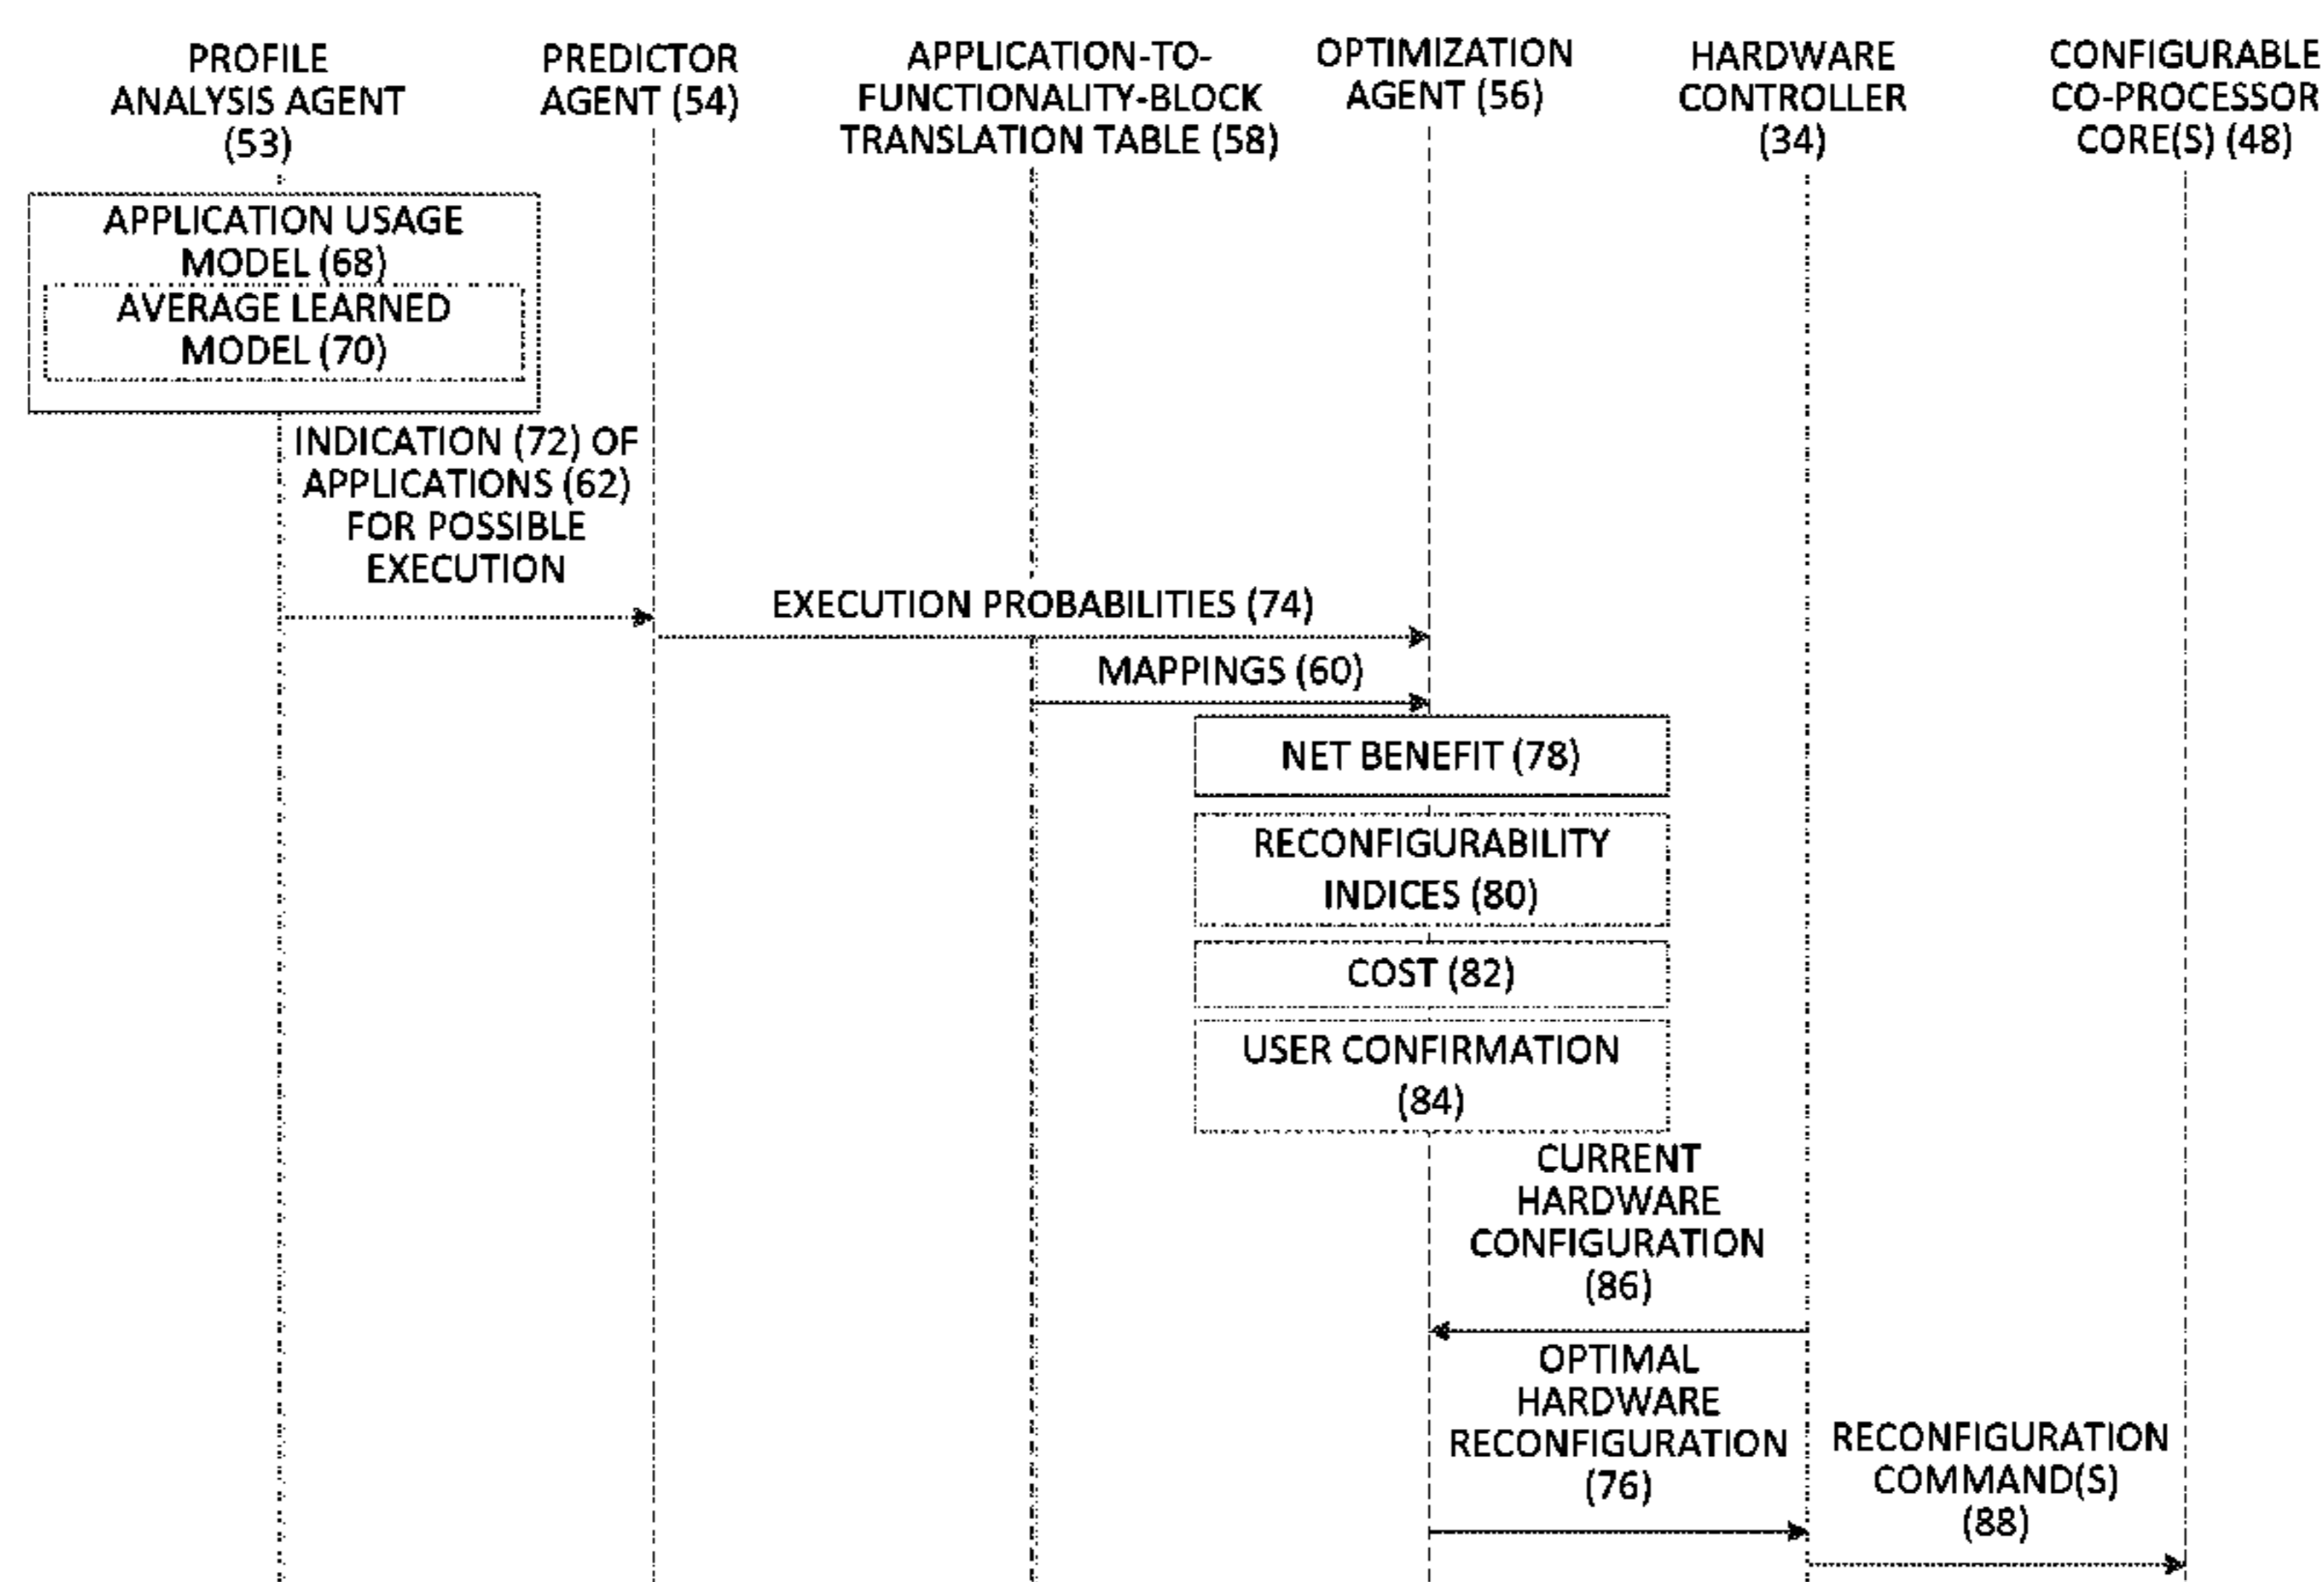 PROFILE
ANALYSIS AGENT
(53)
PREDICTOR
AGENT (54)
APPLICATION-TO-
FUNCTIONALITY-BLOCK
TRANSLATION TABLE (58)
OPTIMIZATION
AGENT (56)
HARDWARE
CONTROLLER
(34)
CONFIGURABLE
CO-PROCESSOR
CORE(S) (48)
APPLICATION USAGE
MODEL (68)
AVERAGE LEARNED
MODEL (70)
INDICATION (72) OF
APPLICATIONS (62)
FOR POSSIBLE
EXECUTION
EXECUTION PROBABILITIES (74)
MAPPINGS (60)
NET BENEFIT (78)
RECONFIGURABILITY
INDICES (80)
COST (82)
USER CONFIRMATION
(84)
CURRENT
HARDWARE
CONFIGURATION
(86)
OPTIMAL
HARDWARE
RECONFIGURATION
(76)
RECONFIGURATION
COMMAND(S)
(88)